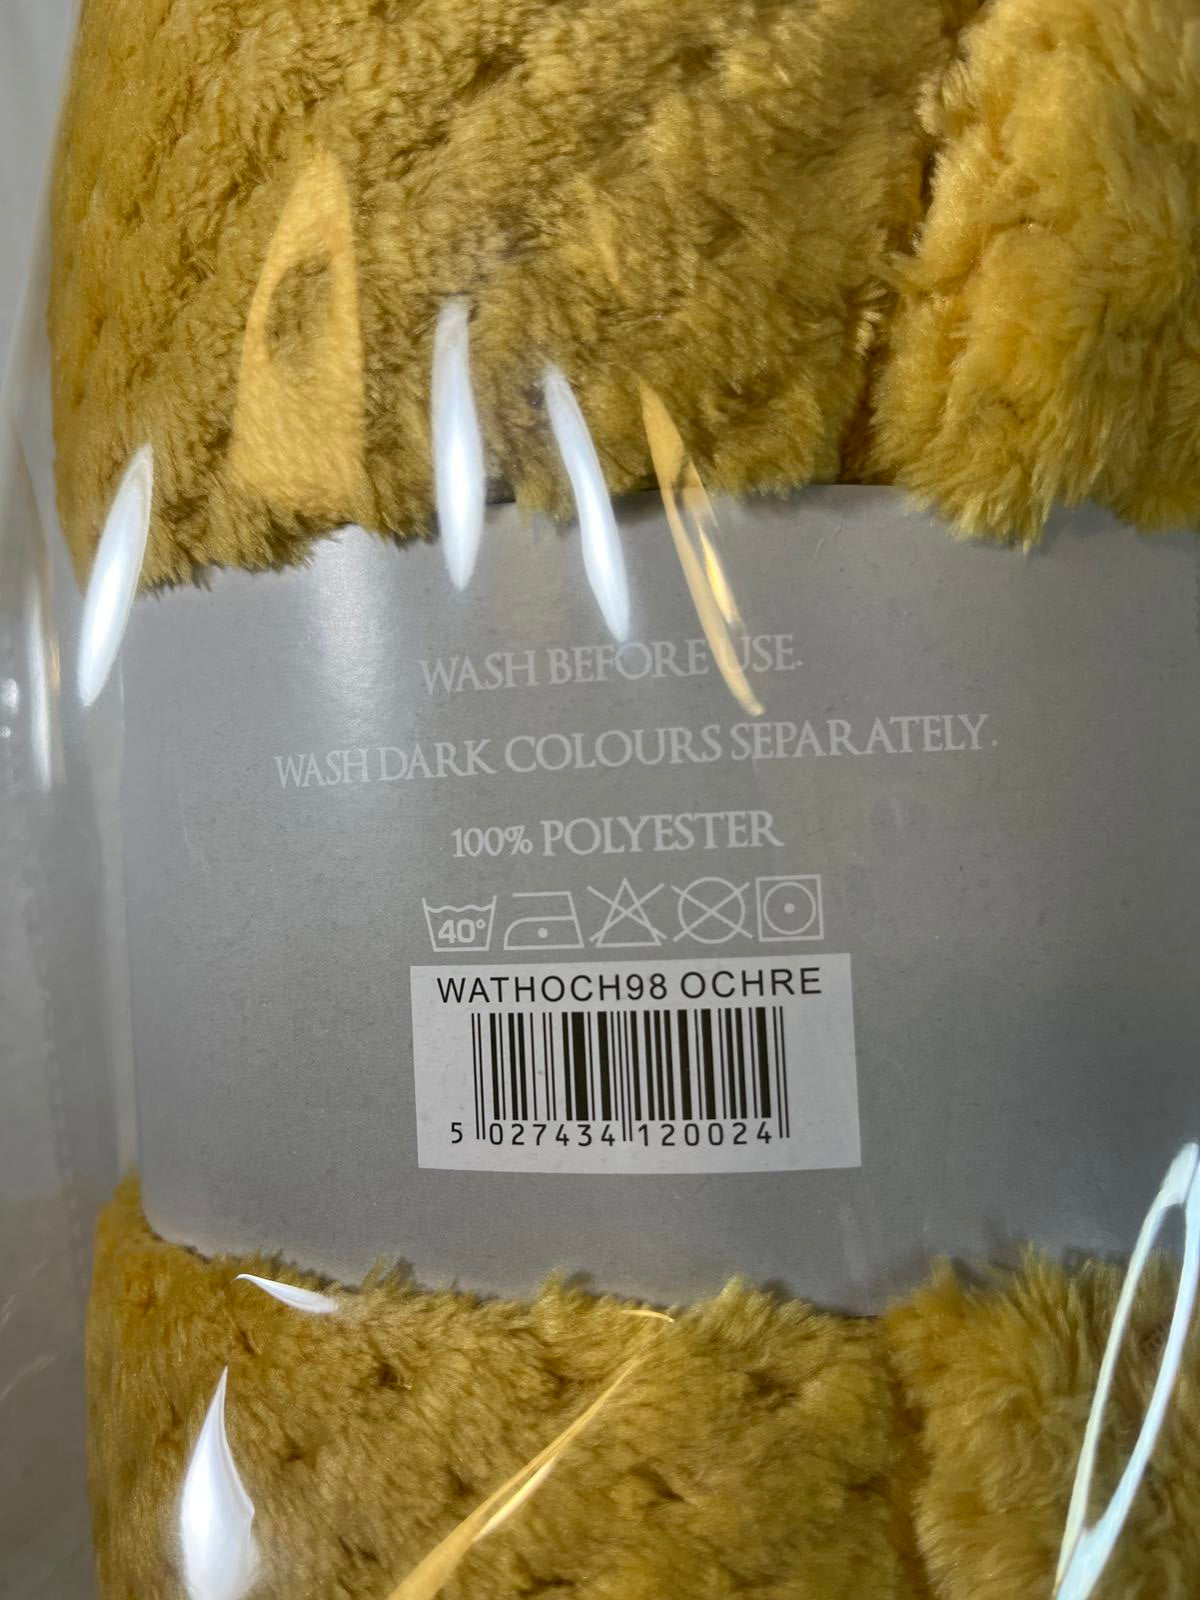 WASH BEFORE USE.
WASH DARK COLOURS SEPARATELY.
100% POLYESTER
40°
WATHOCH98 OCHRE
5 027434 120024